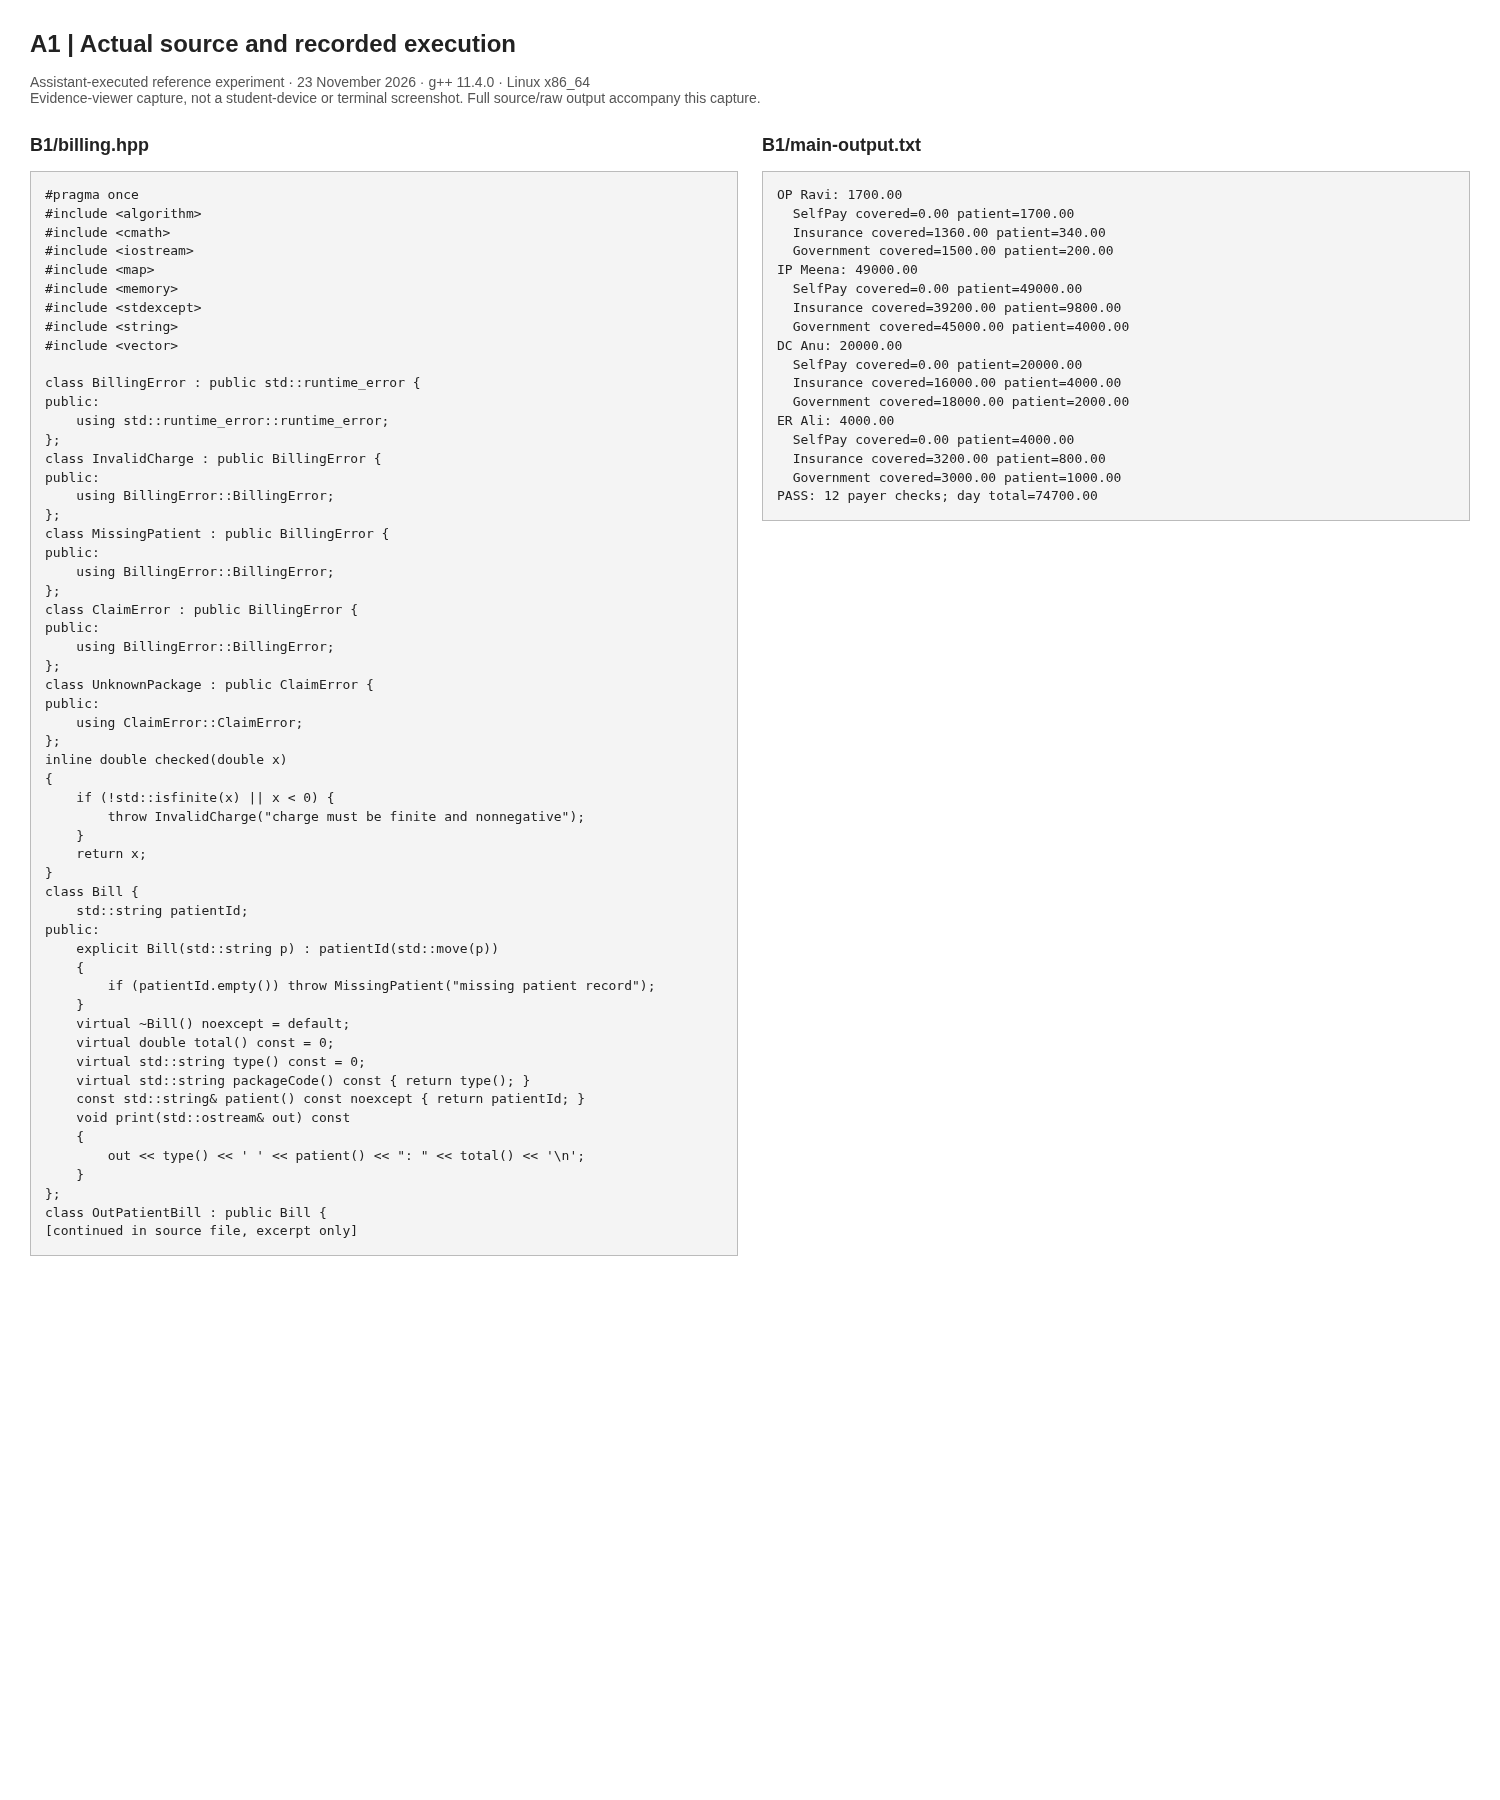 A1 | Actual source and recorded execution
Assistant-executed reference experiment · 23 November 2026 · g++ 11.4.0 · Linux x86_64
Evidence-viewer capture, not a student-device or terminal screenshot. Full source/raw output accompany this capture.
B1/billing.hpp
#pragma once
#include <algorithm>
#include <cmath>
#include <iostream>
#include <map>
#include <memory>
#include <stdexcept>
#include <string>
#include <vector>

class BillingError : public std::runtime_error {
public:
    using std::runtime_error::runtime_error;
};
class InvalidCharge : public BillingError {
public:
    using BillingError::BillingError;
};
class MissingPatient : public BillingError {
public:
    using BillingError::BillingError;
};
class ClaimError : public BillingError {
public:
    using BillingError::BillingError;
};
class UnknownPackage : public ClaimError {
public:
    using ClaimError::ClaimError;
};
inline double checked(double x)
{
    if (!std::isfinite(x) || x < 0) {
        throw InvalidCharge("charge must be finite and nonnegative");
    }
    return x;
}
class Bill {
    std::string patientId;
public:
    explicit Bill(std::string p) : patientId(std::move(p))
    {
        if (patientId.empty()) throw MissingPatient("missing patient record");
    }
    virtual ~Bill() noexcept = default;
    virtual double total() const = 0;
    virtual std::string type() const = 0;
    virtual std::string packageCode() const { return type(); }
    const std::string& patient() const noexcept { return patientId; }
    void print(std::ostream& out) const
    {
        out << type() << ' ' << patient() << ": " << total() << '\n';
    }
};
class OutPatientBill : public Bill {
[continued in source file, excerpt only]
B1/main-output.txt
OP Ravi: 1700.00
  SelfPay covered=0.00 patient=1700.00
  Insurance covered=1360.00 patient=340.00
  Government covered=1500.00 patient=200.00
IP Meena: 49000.00
  SelfPay covered=0.00 patient=49000.00
  Insurance covered=39200.00 patient=9800.00
  Government covered=45000.00 patient=4000.00
DC Anu: 20000.00
  SelfPay covered=0.00 patient=20000.00
  Insurance covered=16000.00 patient=4000.00
  Government covered=18000.00 patient=2000.00
ER Ali: 4000.00
  SelfPay covered=0.00 patient=4000.00
  Insurance covered=3200.00 patient=800.00
  Government covered=3000.00 patient=1000.00
PASS: 12 payer checks; day total=74700.00